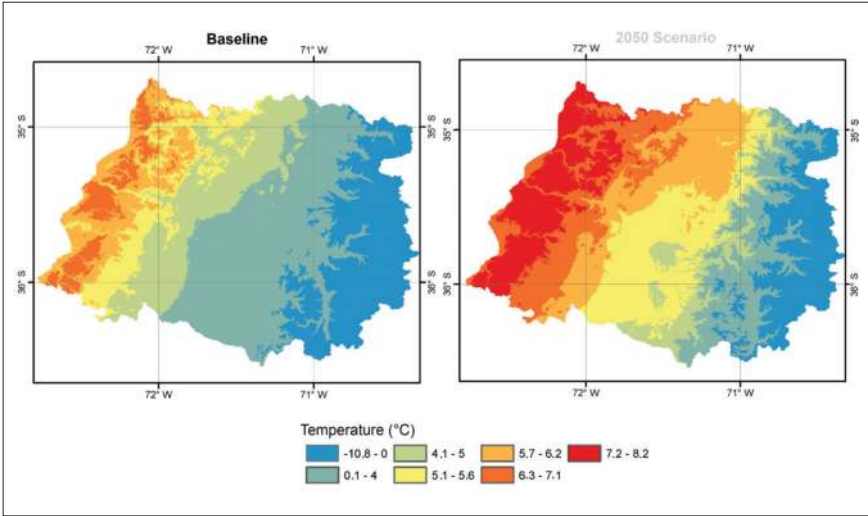 Baseline
2050 Scenario
72° W 71° W
72° W 71° W
35° S
35° S
35° S
35° S
36° S
36° S
36° S
36° S
72° W 71° W
72° W 71° W
Temperature (°C)
-10.8 - 0 4.1 - 5 5.7 - 6.2 7.2 - 8.2
0.1 - 4 5.1 - 5.6 6.3 - 7.1